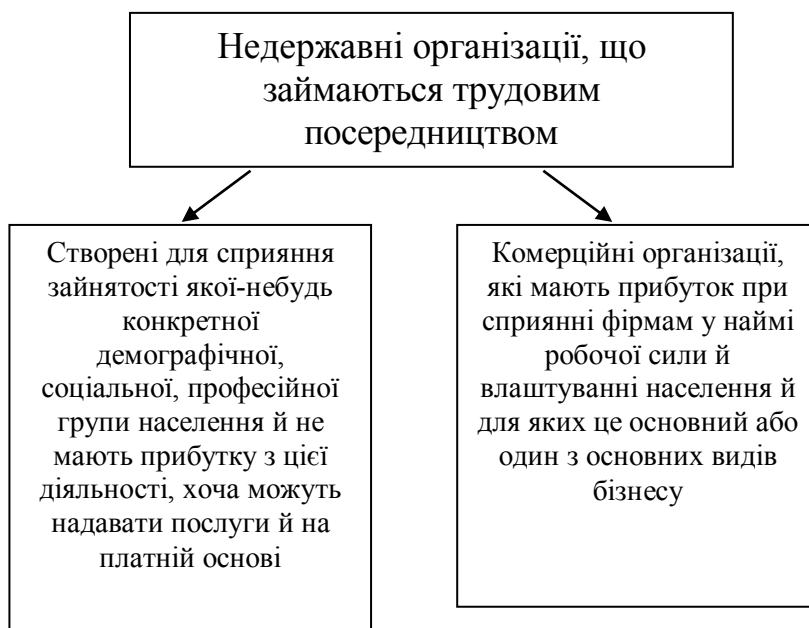 Недержавні організації, що
займаються трудовим
посередництвом
Створені для сприяння
зайнятості якої-небудь
конкретної
демографічної,
соціальної, професійної
групи населення й не
мають прибутку з цієї
діяльності, хоча можуть
надавати послуги й на
платній основі
Комерційні організації,
які мають прибуток при
сприянні фірмам у наймі
робочої сили й
влаштуванні населення й
для яких це основний або
один з основних видів
бізнесу